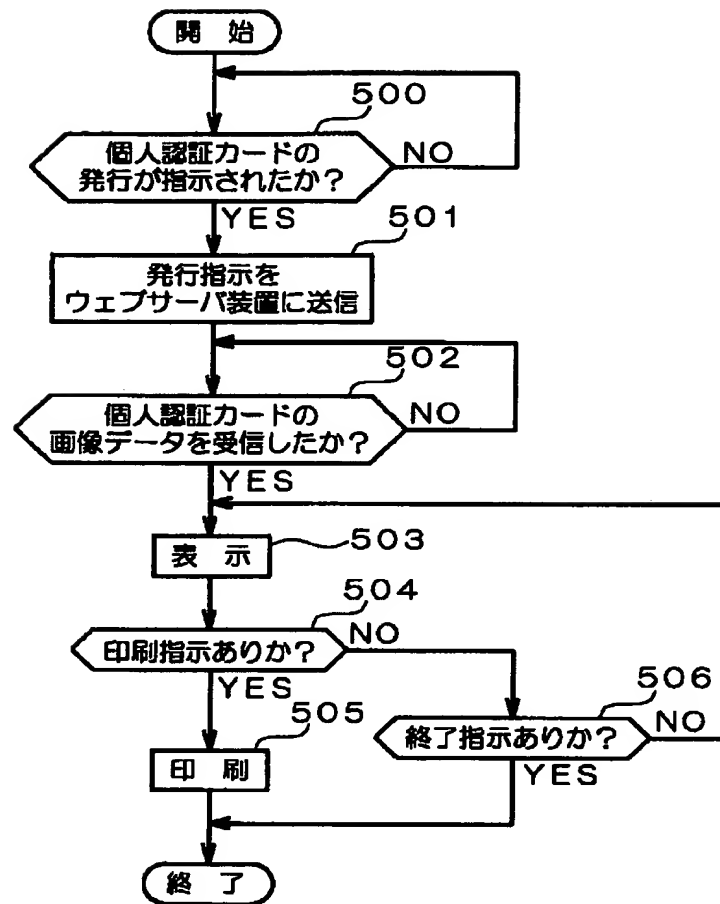 開 始
500
個人認証カードの
発行が指示されたか?
NO
YES
501
発行指示を
ウェブサーバ装置に送信
502
個人認証カードの
画像データを受信したか?
NO
YES
503
表 示
504
印刷指示ありか?
NO
YES
505
506
終了指示ありか?
NO
印 刷
YES
終 了